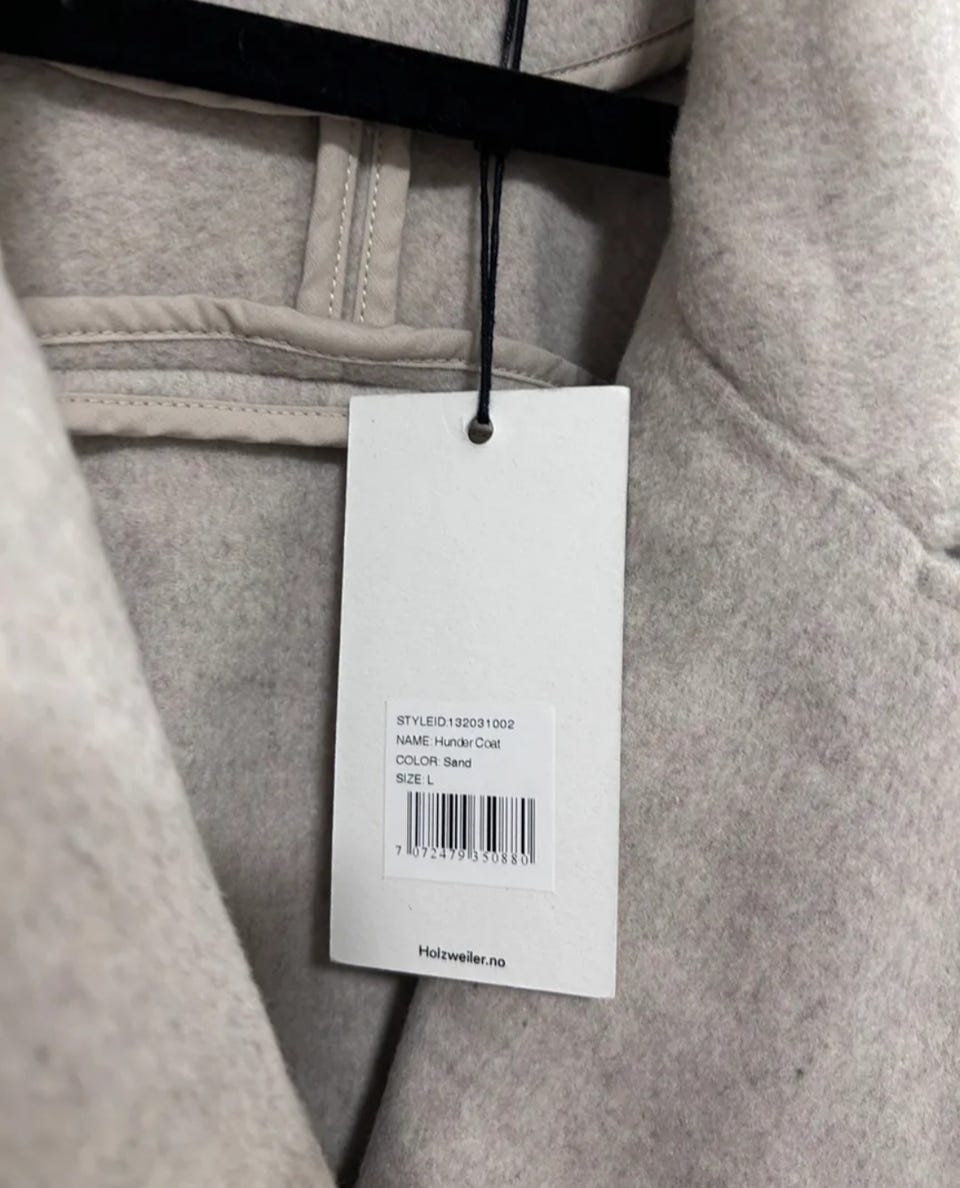 STYLEID:132031002
NAME: Hunder Coat
COLOR: Sand
SIZE: L
7 072479 350880
Holzweiler.no